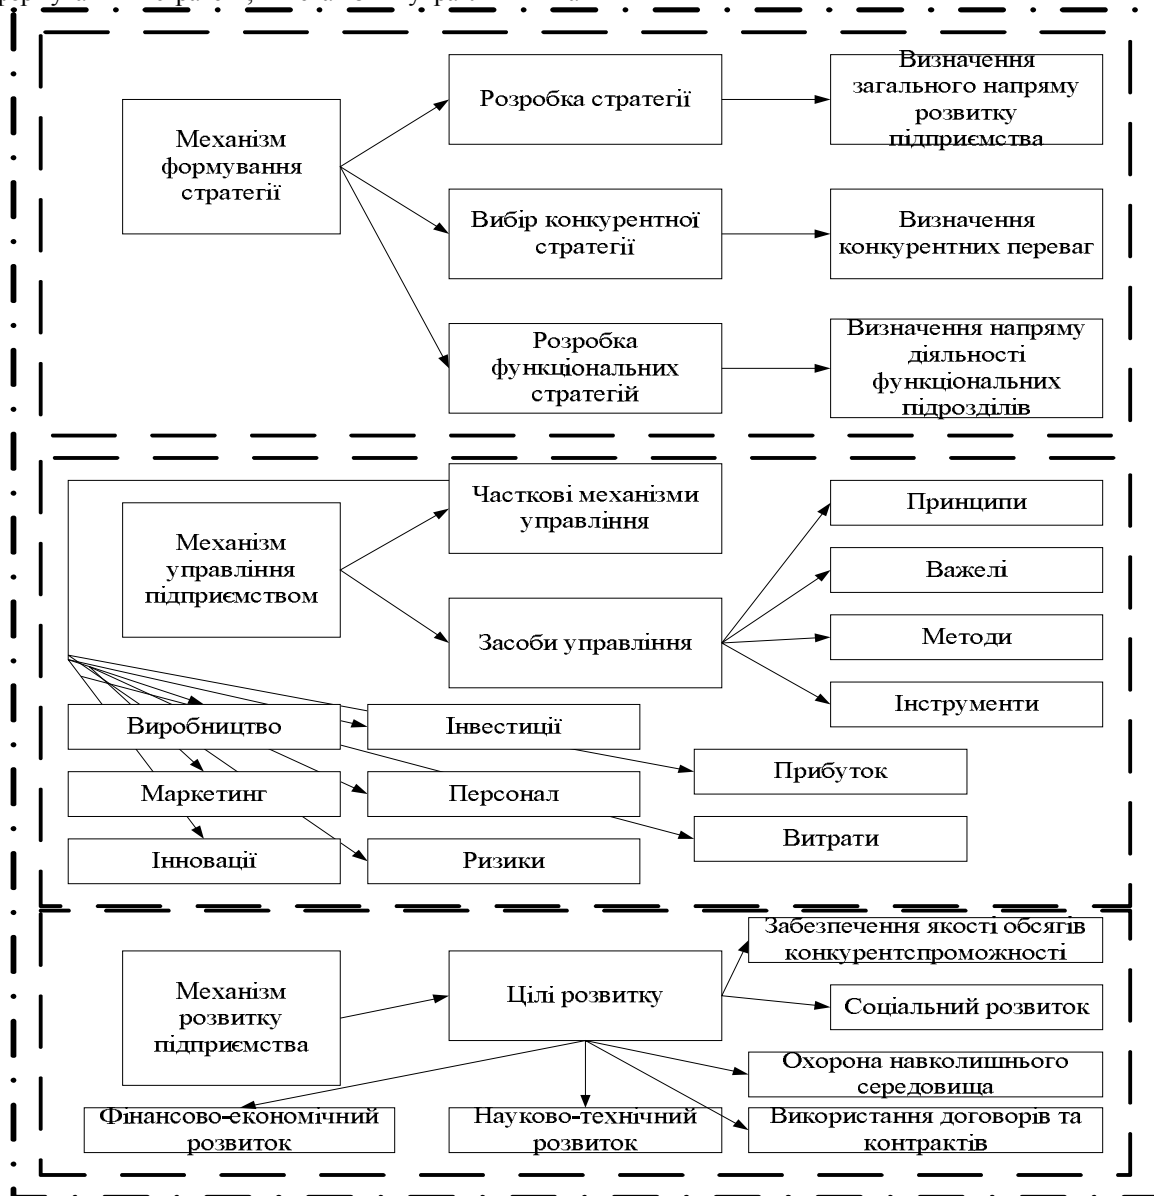 Механізм
формування
стратегії
Розробка стратегії
Визначення
загального напряму
розвитку
підприємства
Вибір конкурентної
стратегії
Визначення
конкурентних переваг
Розробка
функціональних
стратегій
Визначення напряму
діяльності
функціональних
підрозділів
Механізм
управління
підприємством
Часткові механізми
управління
Засоби управління
Принципи
Важелі
Методи
Інструменти
Виробництво
Інвестиції
Прибуток
Маркетинг
Персонал
Витрати
Інновації
Ризики
Механізм
розвитку
підприємства
Цілі розвитку
Забезпечення якості обсягів
конкурентспроможності
Соціальний розвиток
Охорона навколишнього
середовища
Фінансово-економічний
розвиток
Науково-технічний
розвиток
Використання договорів та
контрактів